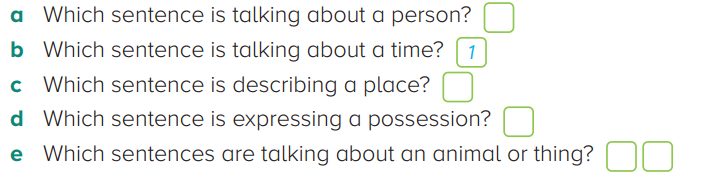 a Which sentence is talking about a person?
b Which sentence is talking about a time? 1
c Which sentence is describing a place?
d Which sentence is expressing a possession?
e Which sentences are talking about an animal or thing?